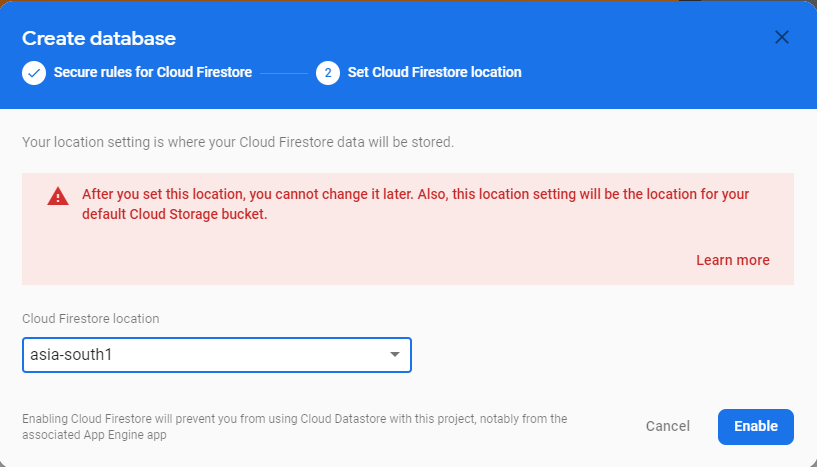 Create database
Secure rules for Cloud Firestore
2 Set Cloud Firestore location
Your location setting is where your Cloud Firestore data will be stored.
After you set this location, you cannot change it later. Also, this location setting will be the location for your
default Cloud Storage bucket.
Learn more
Cloud Firestore location
asia-south1
Enabling Cloud Firestore will prevent you from using Cloud Datastore with this project, notably from the
associated App Engine app
Cancel
Enable